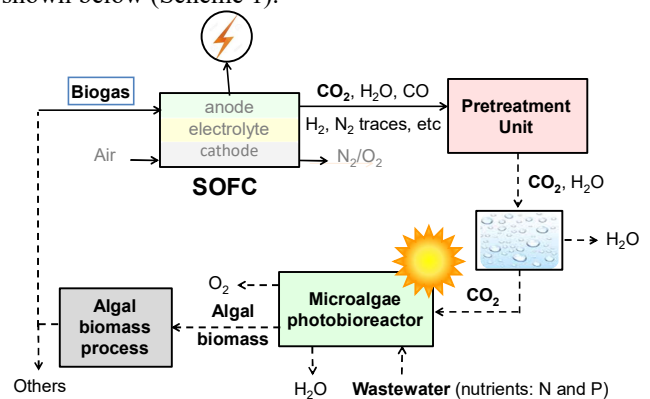 shown below (Scheme 1).
Biogas
anode
electrolyte
cathode
Air
SOFC
CO2, H2O, CO
H2, N2 traces, etc
N2/O2
Pretreatment
Unit
CO2, H2O
H2O
CO2
Microalgae
photobioreactor
O2
Algal
biomass
Algal
biomass
process
Others
H2O
Wastewater (nutrients: N and P)